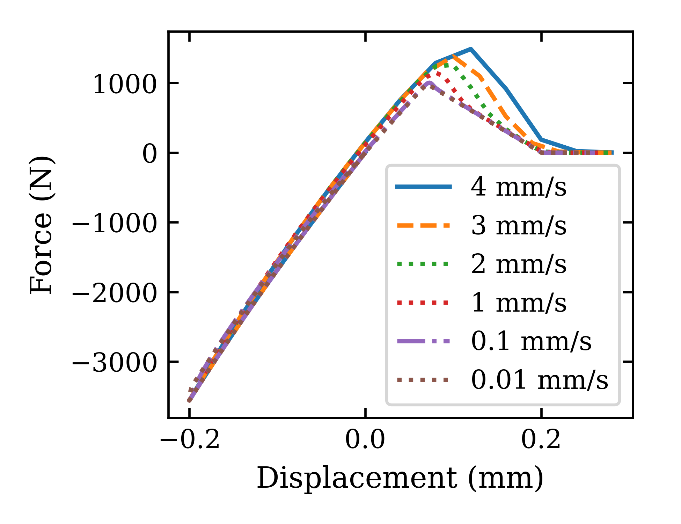 1000
0
−1000
−2000
−3000
Force (N)
4 mm/s
3 mm/s
2 mm/s
1 mm/s
0.1 mm/s
0.01 mm/s
−0.2 0.0 0.2
Displacement (mm)